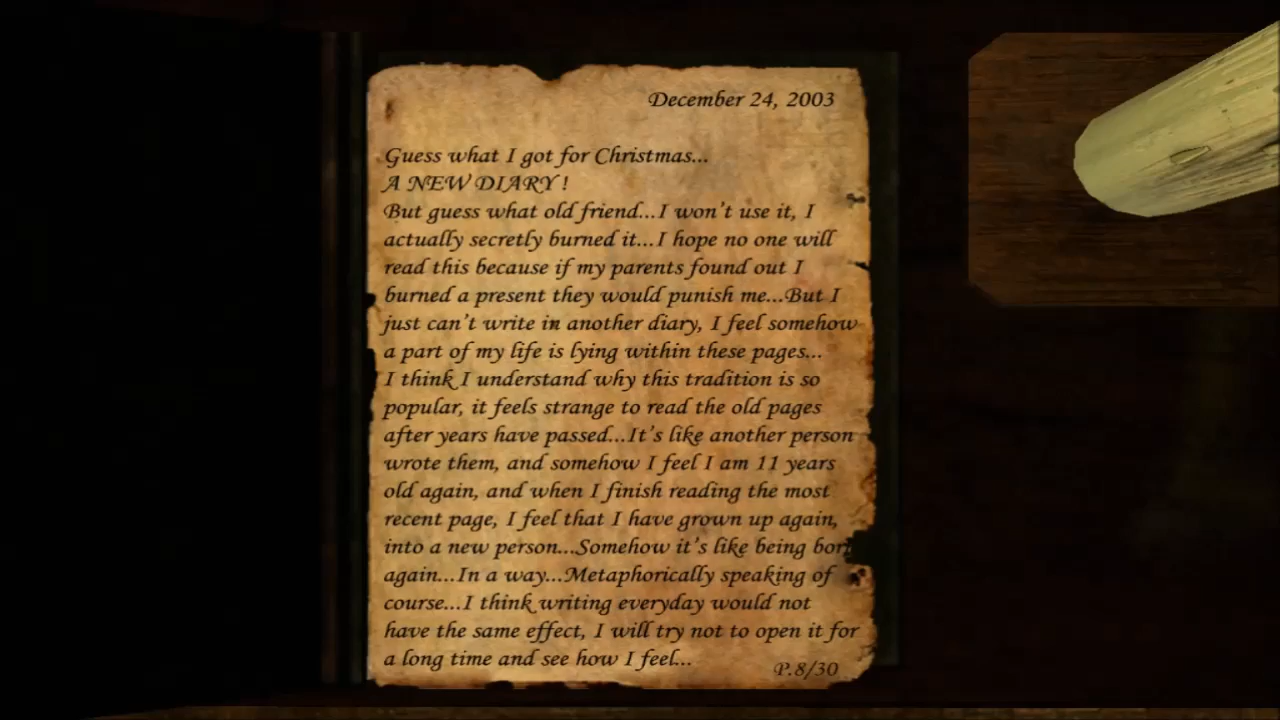 December 24, 2003
Guess what I got for Christmas...
A NEW DIARY !
But guess what old friend...I won't use it, I
actually secretly burned it...I hope no one will
read this because if my parents found out I
burned a present they would punish me...But I
just can't write in another diary, I feel somehow
a part of my life is lying within these pages...
I think I understand why this tradition is so
popular, it feels strange to read the old pages
after years have passed...It's like another person
wrote them, and somehow I feel I am 11 years
old again, and when I finish reading the most
recent page, I feel that I have grown up again,
into a new person...Somehow it's like being born
again...In a way...Metaphorically speaking of
course...I think writing everyday would not
have the same effect, I will try not to open it for
a long time and see how I feel...
P.8/30